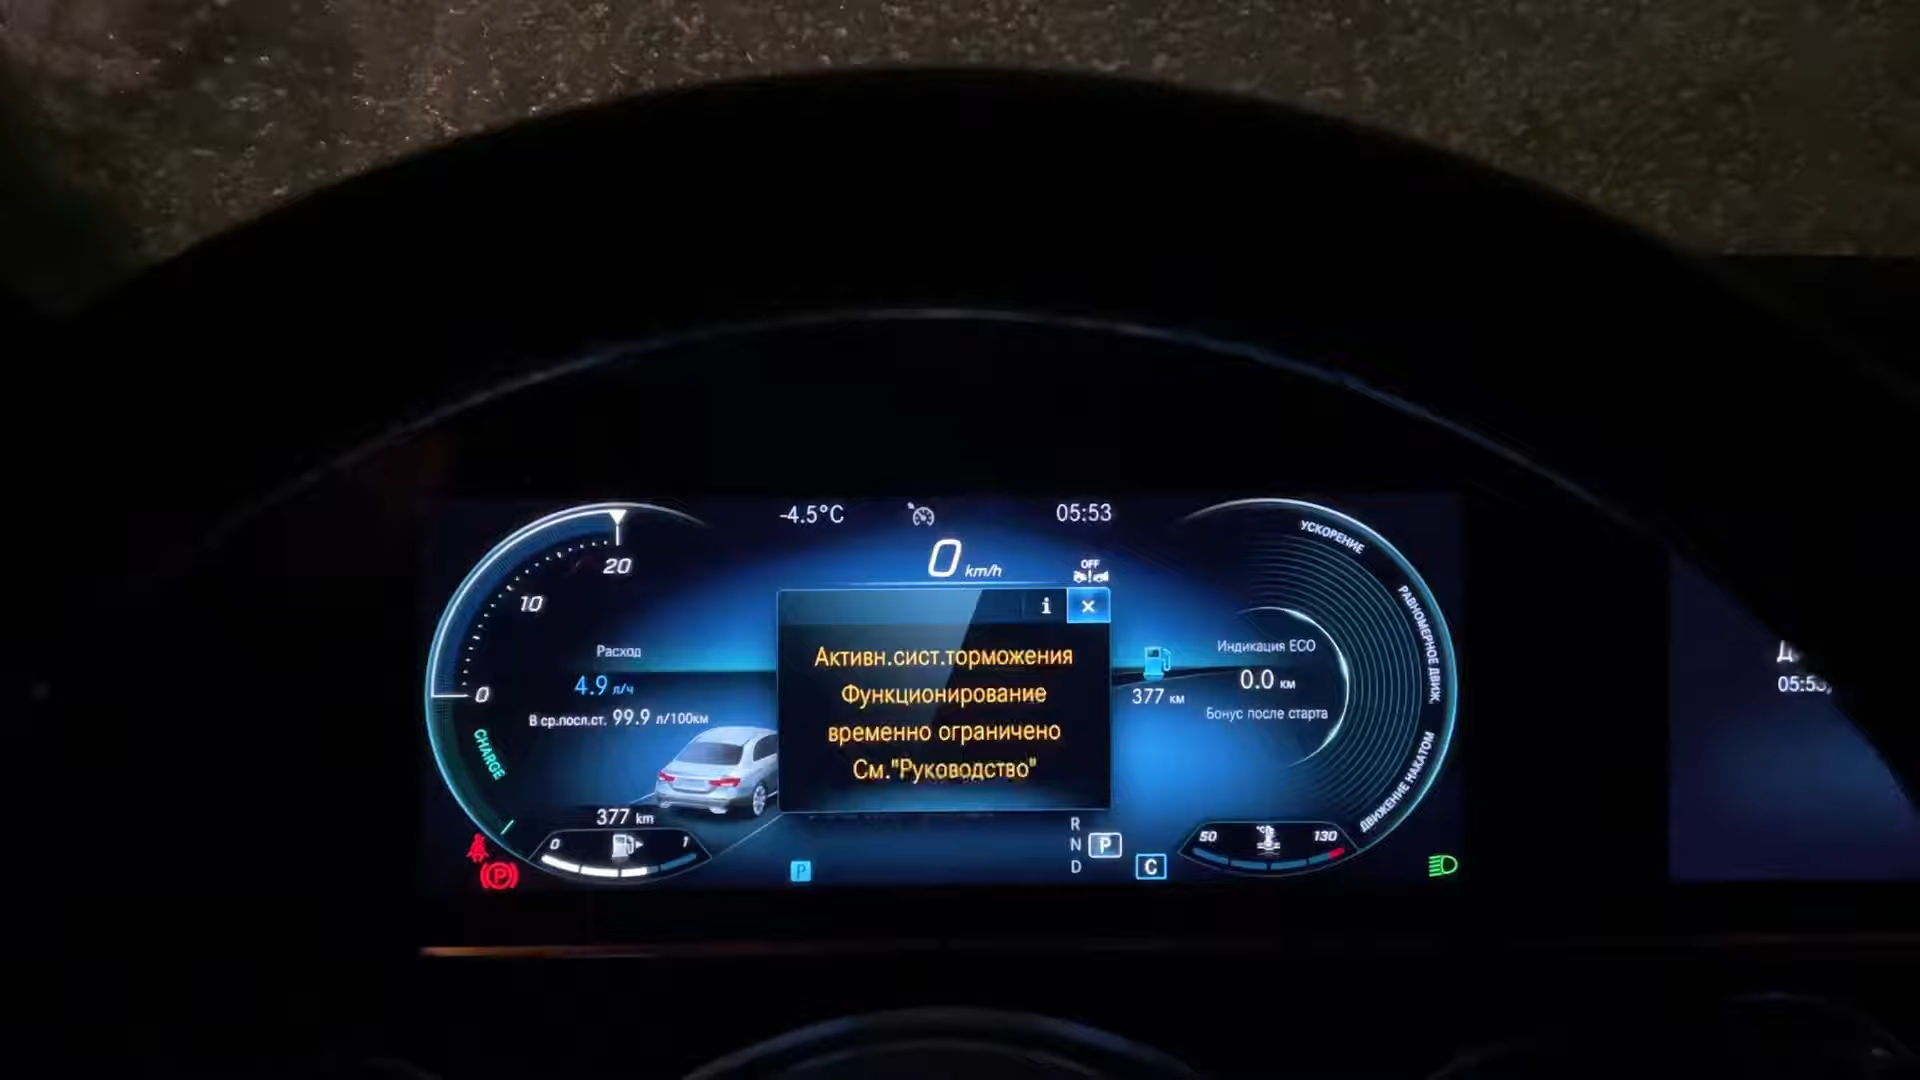 -4.5°C
05:53
0 km/h
OFF
i ×
Активн.сист.торможения
Функционирование
временно ограничено
См."Руководство"
20
10
0
CHARGE
Расход
4.9 л/ч
В ср.посл.ст. 99.9 л/100км
377 km
0 1
P
P
R
N P
D
C
377 км
Индикация ECO
0.0 км
Бонус после старта
УСКОРЕНИЕ
РАВНОМЕРНОЕ ДВИЖ.
ДВИЖЕНИЕ НАКАТОМ
50 °C 130
05:53